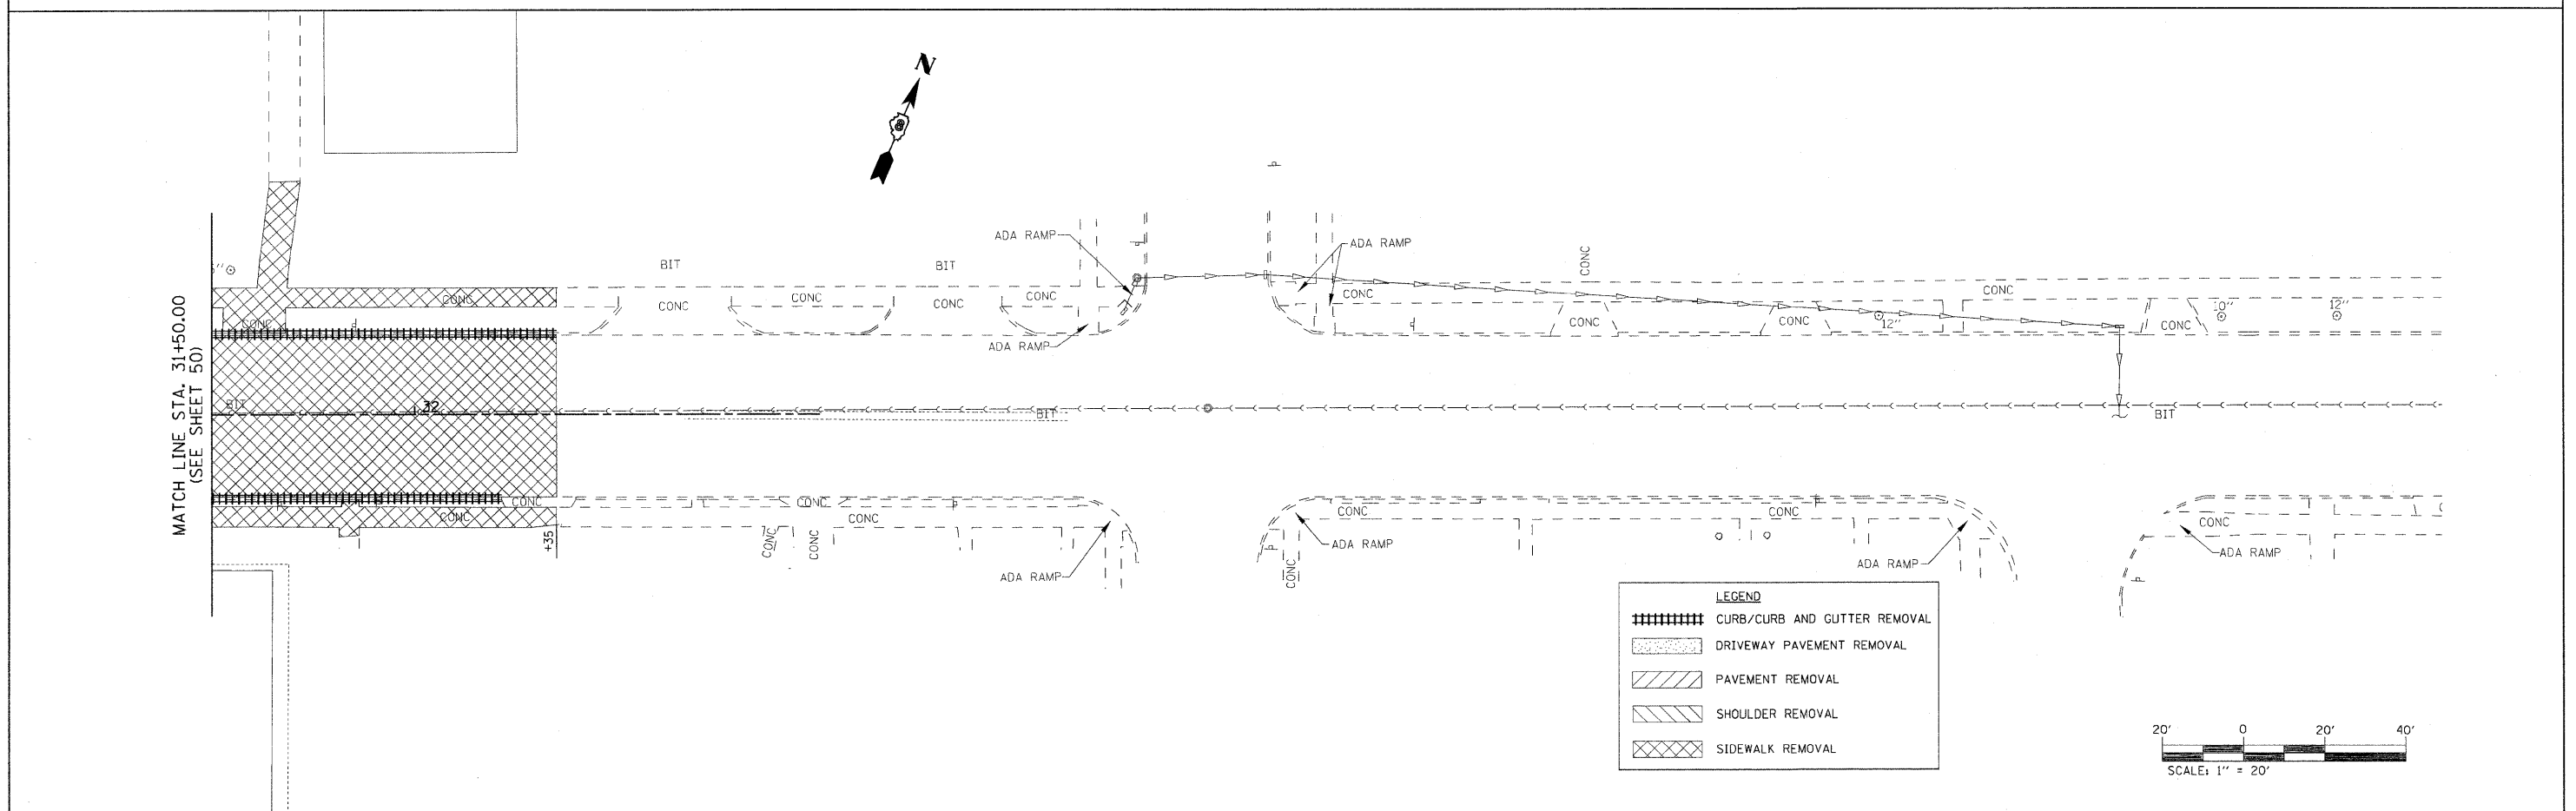 N
ADA RAMP
ADA RAMP
BIT
BIT
CONC
CONC
CONC
CONC
CONC
CONC
CONC
CONC
CONC
10"
12"
CONC
CONC
CONC
12"
CONC
ADA RAMP
MATCH LINE STA. 31+50.00
(SEE SHEET 50)
BIT
32
BIT
BIT
CONC
CONC
CONC
CONC
CONC
CONC
CONC
+35
CONC
CONC
ADA RAMP
ADA RAMP
CONC
ADA RAMP
ADA RAMP
LEGEND
CURB/CURB AND GUTTER REMOVAL
DRIVEWAY PAVEMENT REMOVAL
PAVEMENT REMOVAL
SHOULDER REMOVAL
SIDEWALK REMOVAL
20' 0 20' 40'
SCALE: 1" = 20'